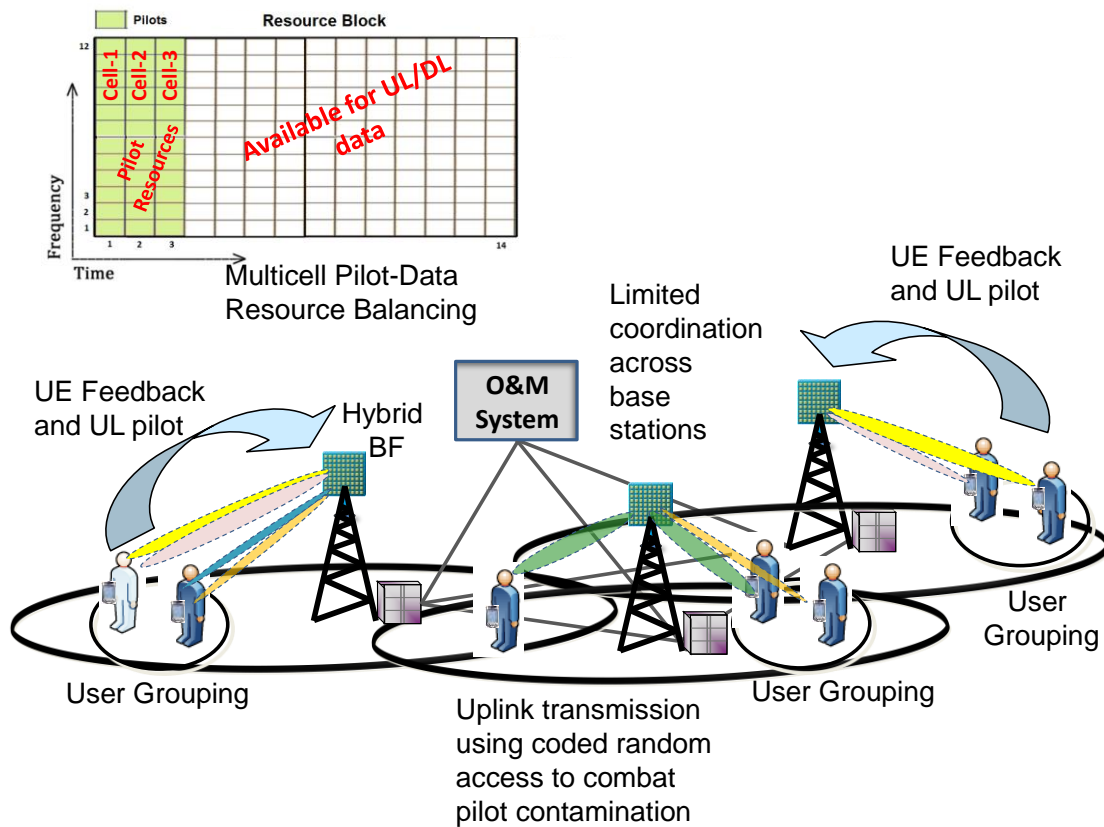 Pilots
Resource Block
12
Cell-1
Cell-2
Cell-3
Available for UL/DL
data
Pilot
Resources
3
2
1
Frequency
1 2 3 14
Time
Multicell Pilot-Data
Resource Balancing
UE Feedback
and UL pilot
Limited
coordination
across
base
stations
UE Feedback
and UL pilot
Hybrid
BF
O&M
System
User Grouping
User Grouping
User
Grouping
Uplink transmission
using coded random
access to combat
pilot contamination